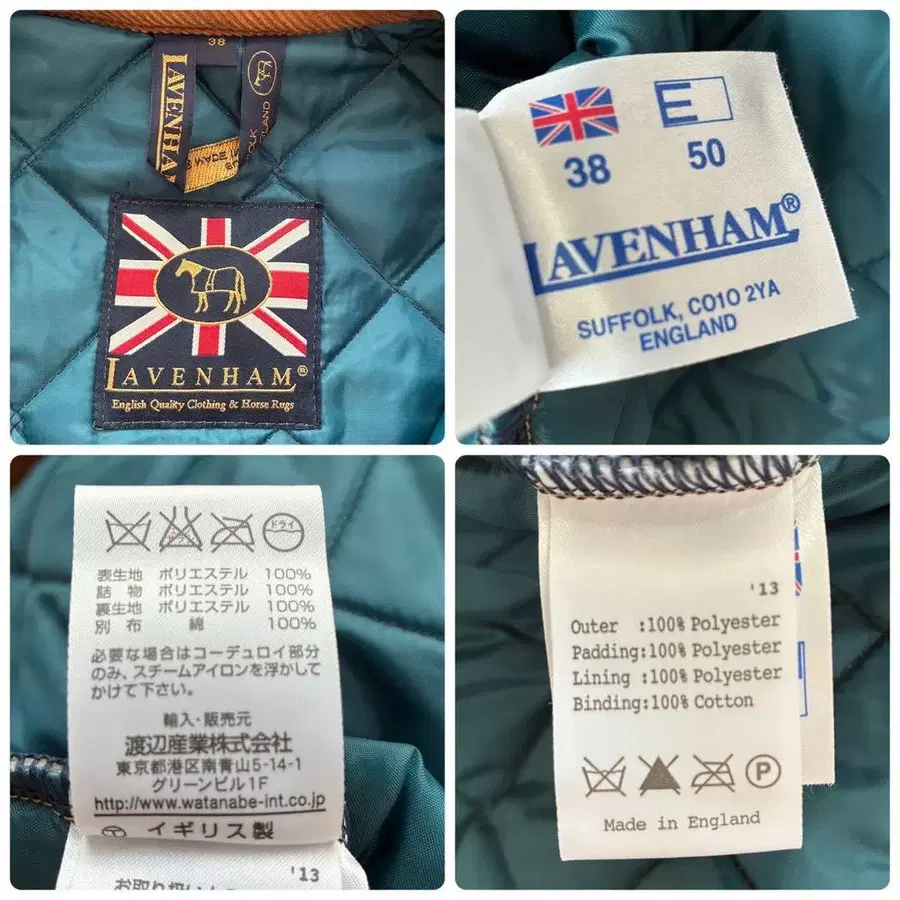 38
LAVENHAM
SUFFOLK
MADE
LAVENHAM®
English Quality Clothing & Horse Rugs
E
38
50
LAVENHAM®
SUFFOLK, CO10 2YA
ENGLAND
ドライ
表生地 ポリエステル 100%
詰 物 ポリエステル 100%
裏生地 ポリエステル 100%
別 布 綿 100%
必要な場合はコーデュロイ部分
のみ、スチームアイロンを浮かして
かけて下さい。
輸入・販売元
渡辺産業株式会社
東京都港区南青山5-14-1
グリーンビル1F
http://www.watanabe-int.co.jp
イギリス製
'13
'13
Outer :100% Polyester
Padding:100% Polyester
Lining :100% Polyester
Binding:100% Cotton
P
Made in England